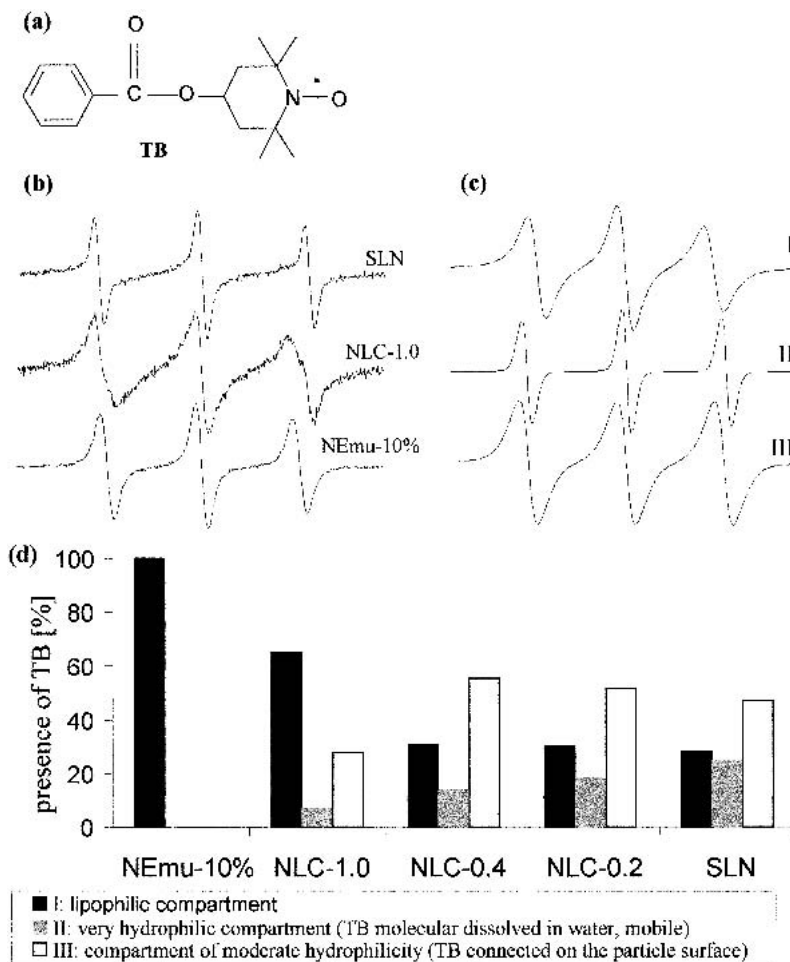 (a)
O
C
O
N
O
TB
(b)
SLN
NLC-1.0
NEmu-10%
(c)
I
II
III
(d)
presence of TB [%]
100
80
60
40
20
0
NEmu-10% NLC-1.0 NLC-0.4 NLC-0.2 SLN
I: lipophilic compartment
II: very hydrophilic compartment (TB molecular dissolved in water, mobile)
III: compartment of moderate hydrophilicity (TB connected on the particle surface)